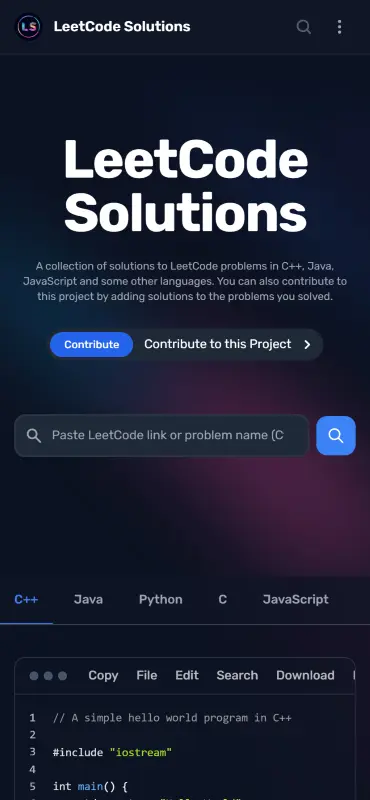 LS LeetCode Solutions
LeetCode
Solutions
A collection of solutions to LeetCode problems in C++, Java,
JavaScript and some other languages. You can also contribute to
this project by adding solutions to the problems you solved.
Contribute Contribute to this Project
Paste LeetCode link or problem name (C
C++ Java Python C JavaScript
Copy File Edit Search Download
1 // A simple hello world program in C++
2
3 #include "iostream"
4
5 int main() {